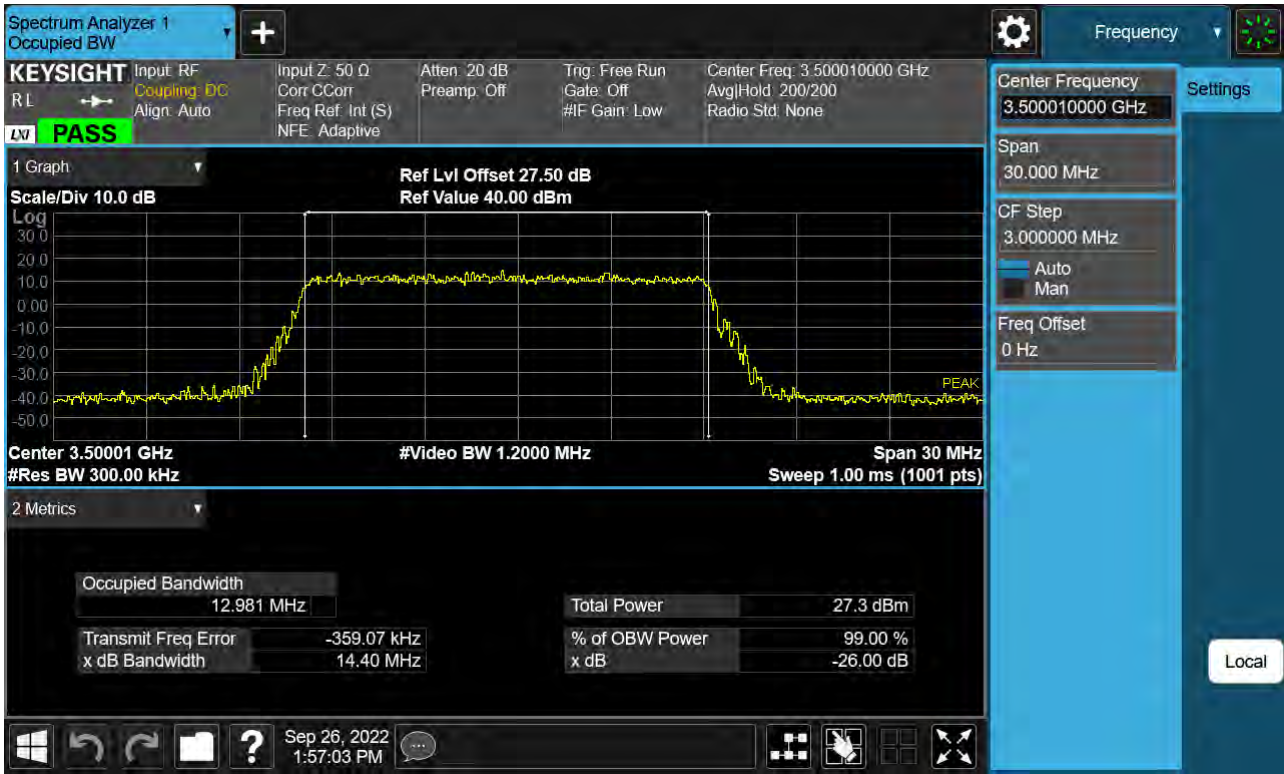 Spectrum Analyzer 1
Occupied BW
Frequency
KEYSIGHT
RL
LXI
PASS
Input: RF
Coupling: DC
Align: Auto
Input Z: 50 Ω
Corr CCorr
Freq Ref: Int (S)
NFE: Adaptive
Atten: 20 dB
Preamp: Off
Trig: Free Run
Gate: Off
#IF Gain: Low
Center Freq: 3.500010000 GHz
Avg|Hold: 200/200
Radio Std: None
1 Graph
Scale/Div 10.0 dB
Ref Lvl Offset 27.50 dB
Ref Value 40.00 dBm
Log
30.0
20.0
10.0
0.00
-10.0
-20.0
-30.0
-40.0
-50.0
PEAK
Center 3.50001 GHz
#Video BW 1.2000 MHz
Span 30 MHz
#Res BW 300.00 kHz
Sweep 1.00 ms (1001 pts)
2 Metrics
Occupied Bandwidth
12.981 MHz
Total Power 27.3 dBm
Transmit Freq Error -359.07 kHz
% of OBW Power 99.00 %
x dB Bandwidth 14.40 MHz
x dB -26.00 dB
Center Frequency
3.500010000 GHz
Settings
Span
30.000 MHz
CF Step
3.000000 MHz
Auto
Man
Freq Offset
0 Hz
Local
?
Sep 26, 2022
1:57:03 PM